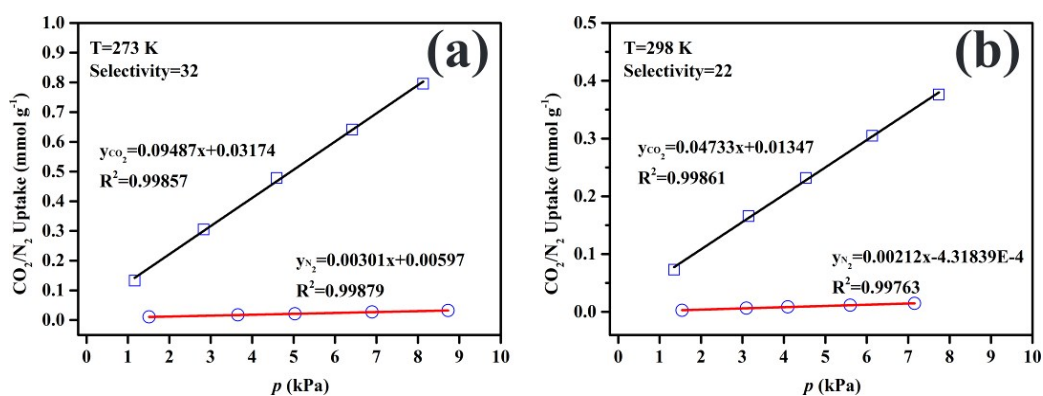 (a)
T=273 K
Selectivity=32
y_CO₂=0.09487x+0.03174
R²=0.99857
y_N₂=0.00301x+0.00597
R²=0.99879
CO₂/N₂ Uptake (mmol g⁻¹)
1.0
0.9
0.8
0.7
0.6
0.5
0.4
0.3
0.2
0.1
0.0
0 1 2 3 4 5 6 7 8 9 10
p (kPa)
(b)
T=298 K
Selectivity=22
y_CO₂=0.04733x+0.01347
R²=0.99861
y_N₂=0.00212x-4.31839E-4
R²=0.99763
CO₂/N₂ Uptake (mmol g⁻¹)
0.5
0.4
0.3
0.2
0.1
0.0
0 1 2 3 4 5 6 7 8 9 10
p (kPa)